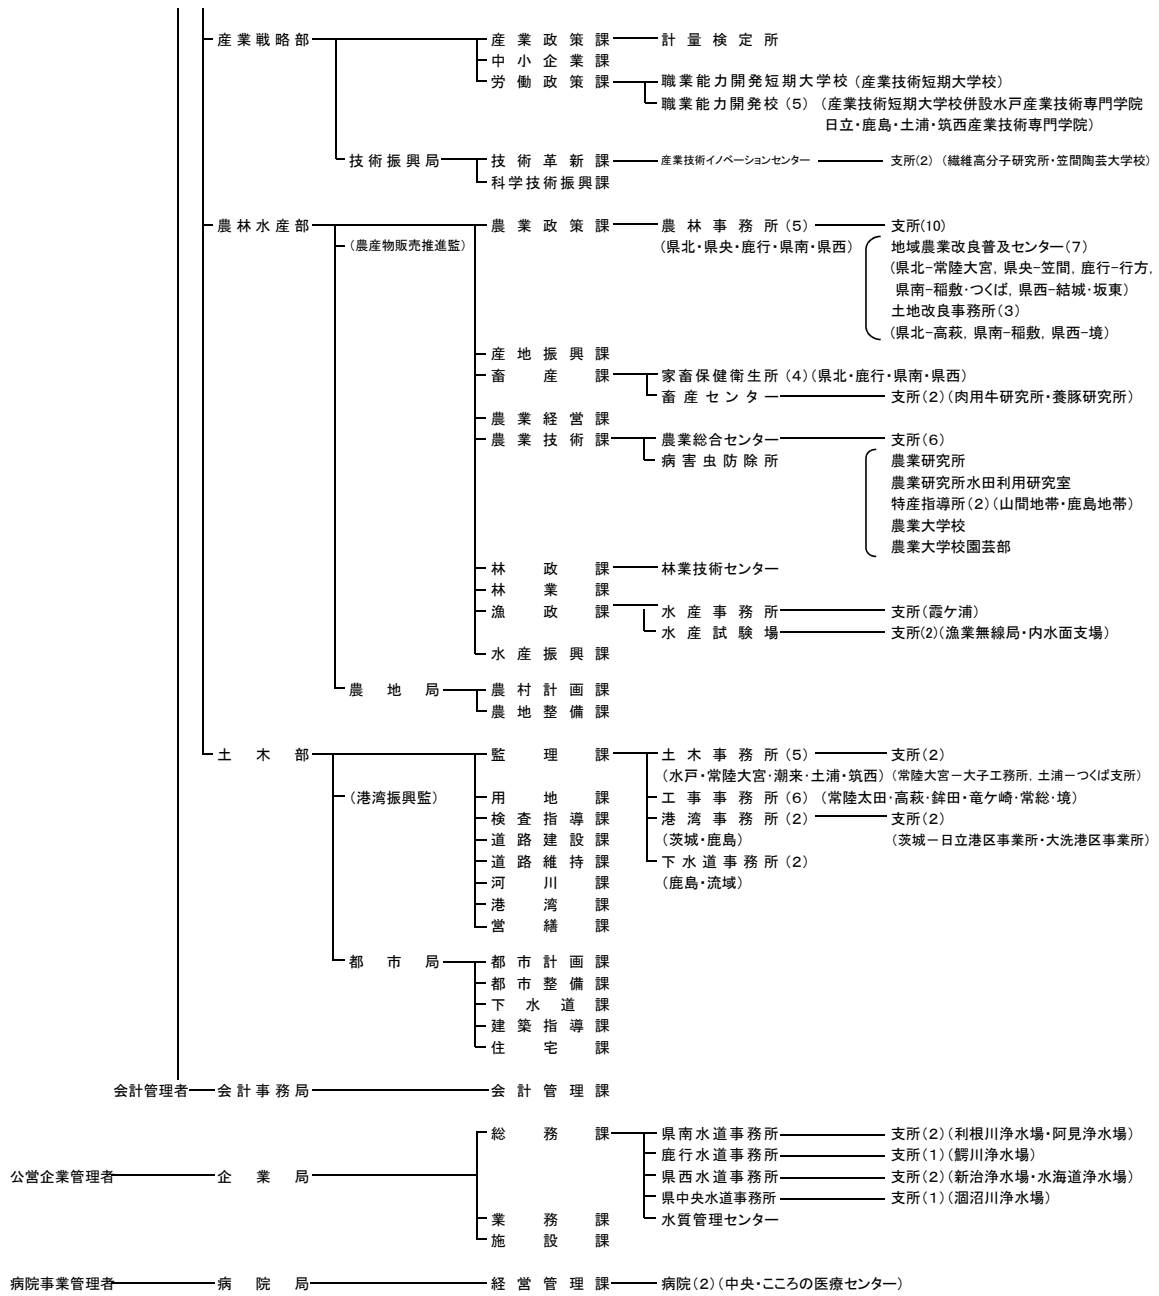 産業戦略部 産業政策課 計量検定所
中小企業課
労働政策課 職業能力開発短期大学校 (産業技術短期大学校)
職業能力開発校(5) (産業技術短期大学校併設水戸産業技術専門学院
日立・鹿島・土浦・筑西産業技術専門学院)
技術振興局 技術革新課 産業技術イノベーションセンター 支所(2) (繊維高分子研究所・笠間陶芸大学校)
科学技術振興課
農林水産部 農業政策課 農林事務所(5) 支所(10)
(農産物販売推進監) (県北・県央・鹿行・県南・県西) 地域農業改良普及センター(7)
(県北-常陸大宮, 県央-笠間, 鹿行-行方,
県南-稲敷・つくば, 県西-結城・坂東)
土地改良事務所(3)
(県北-高萩, 県南-稲敷, 県西-境)
産地振興課
畜産課 家畜保健衛生所(4)(県北・鹿行・県南・県西)
畜産センター 支所(2)(肉用牛研究所・養豚研究所)
農業経営課
農業技術課 農業総合センター 支所(6)
病害虫防除所 農業研究所
農業研究所水田利用研究室
特産指導所(2)(山間地帯・鹿島地帯)
農業大学校
農業大学校園芸部
林政課 林業技術センター
林業課
漁政課 水産事務所 支所(霞ケ浦)
水産試験場 支所(2)(漁業無線局・内水面支場)
水産振興課
農地局 農村計画課
農地整備課
土木部 監理課 土木事務所(5) 支所(2)
(水戸・常陸大宮・潮来・土浦・筑西) (常陸大宮-大子工務所, 土浦-つくば支所)
(港湾振興監) 用地課 工事事務所(6) (常陸太田・高萩・鉾田・竜ケ崎・常総・境)
検査指導課 港湾事務所(2) 支所(2)
道路建設課 (茨城・鹿島) (茨城-日立港区事業所・大洗港区事業所)
道路維持課 下水道事務所(2)
河川課 (鹿島・流域)
港湾課
営繕課
都市局 都市計画課
都市整備課
下水道課
建築指導課
住宅課
会計管理者 会計事務局 会計管理課
総務課 県南水道事務所 支所(2)(利根川浄水場・阿見浄水場)
鹿行水道事務所 支所(1)(鰐川浄水場)
公営企業管理者 企業局 県西水道事務所 支所(2)(新治浄水場・水海道浄水場)
県中央水道事務所 支所(1)(涸沼川浄水場)
業務課 水質管理センター
施設課
病院事業管理者 病院局 経営管理課 病院(2)(中央・こころの医療センター)